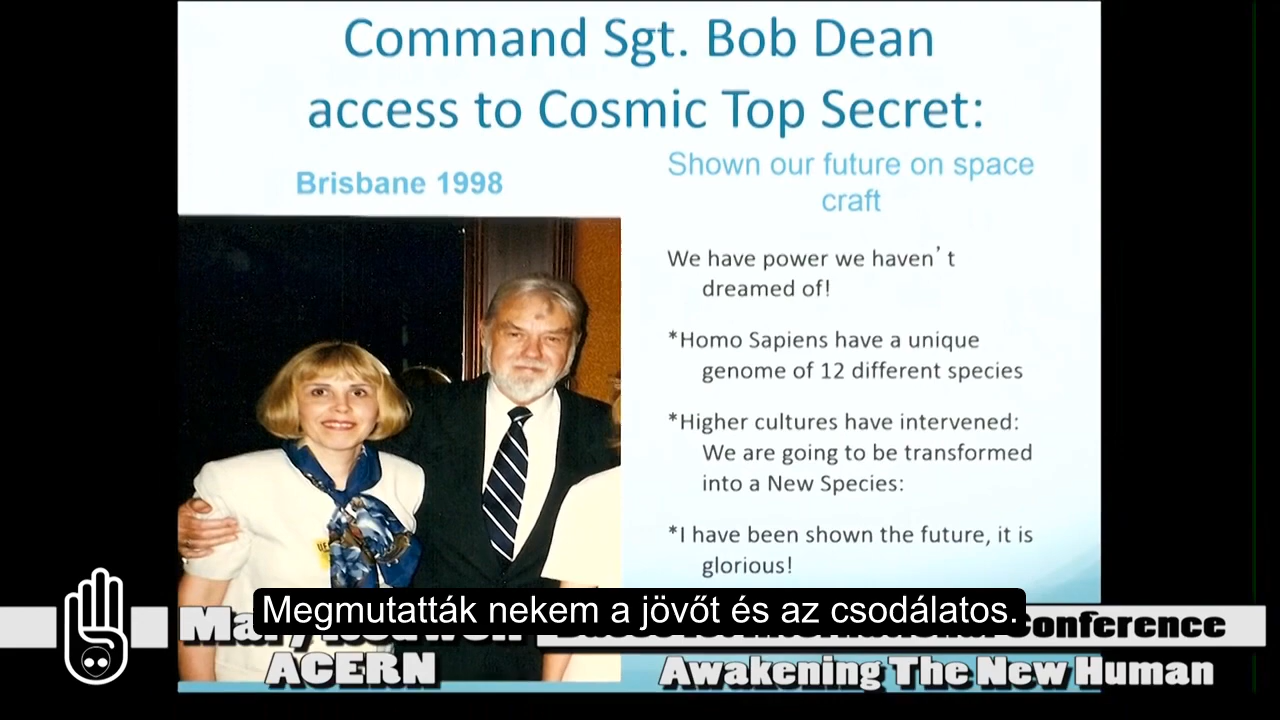 Command Sgt. Bob Dean
access to Cosmic Top Secret:
Brisbane 1998
Shown our future on space
craft
We have power we haven’t
dreamed of!
*Homo Sapiens have a unique
genome of 12 different species
*Higher cultures have intervened:
We are going to be transformed
into a New Species:
*I have been shown the future, it is
glorious!
Megmutatták nekem a jövőt és az csodálatos.
Conference
ACERN
Awakening The New Human